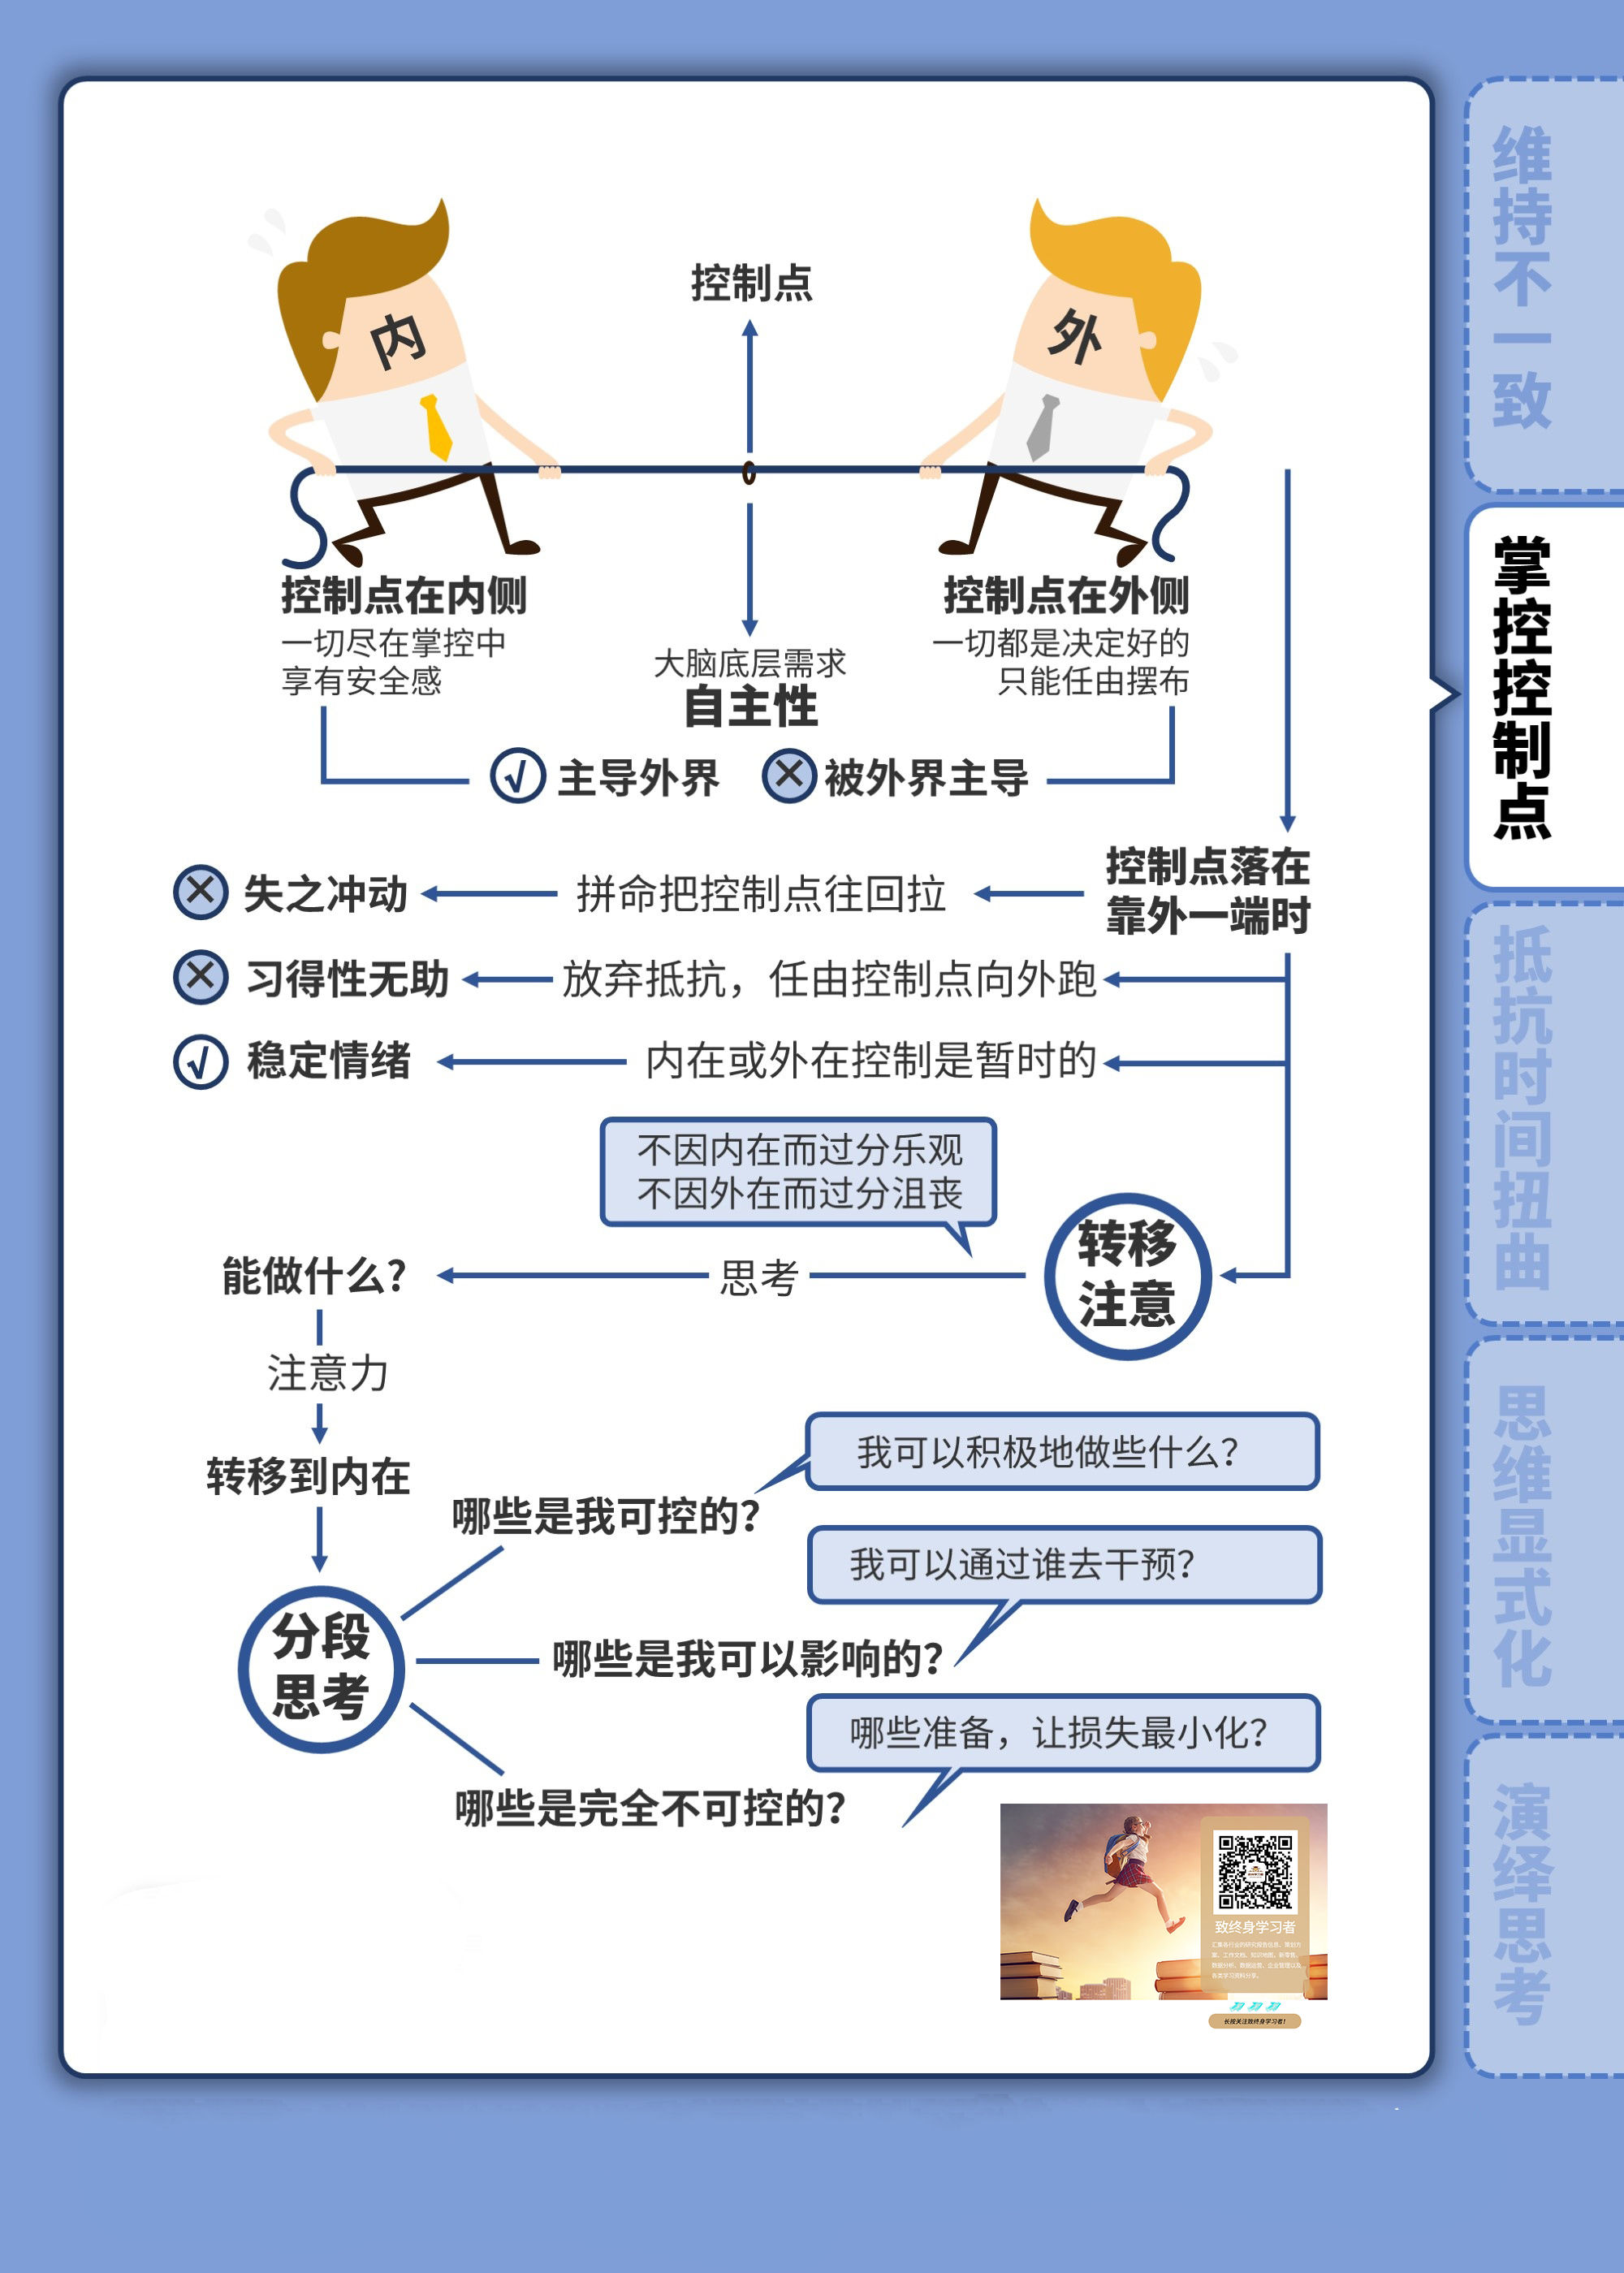 控制点
内
外
控制点在内侧
一切尽在掌控中
享有安全感
大脑底层需求
自主性
控制点在外侧
一切都是决定好的
只能任由摆布
主导外界
被外界主导
控制点落在
靠外一端时
拼命把控制点往回拉
失之冲动
放弃抵抗，任由控制点向外跑
习得性无助
内在或外在控制是暂时的
稳定情绪
不因内在而过分乐观
不因外在而过分沮丧
转移
注意
思考
能做什么？
注意力
转移到内在
分段
思考
哪些是我可控的？
我可以积极地做些什么？
哪些是我可以影响的？
我可以通过谁去干预？
哪些是完全不可控的？
哪些准备，让损失最小化？
致终身学习者
长按关注致终身学习者！
维持不一致
掌控控制点
抵抗时间扭曲
思维显式化
演绎思考